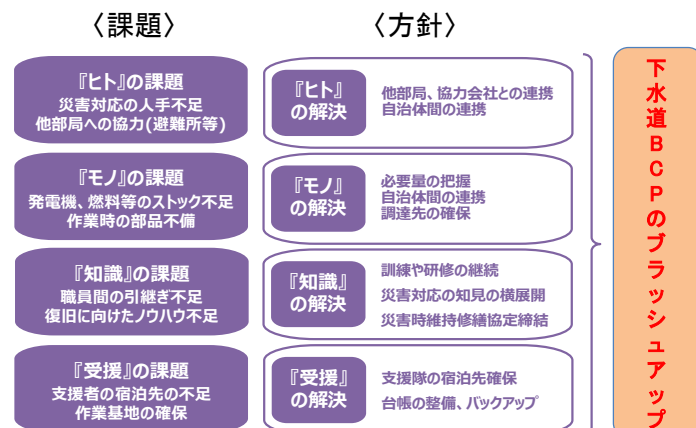 〈課題〉
〈方針〉
『ヒト』の課題
災害対応の人手不足
他部局への協力(避難所等)
『ヒト』
の解決
他部局、協力会社との連携
自治体間の連携
『モノ』の課題
発電機、燃料等のストック不足
作業時の部品不備
『モノ』
の解決
必要量の把握
自治体間の連携
調達先の確保
『知識』の課題
職員間の引継ぎ不足
復旧に向けたノウハウ不足
『知識』
の解決
訓練や研修の継続
災害対応の知見の横展開
災害時維持修繕協定締結
『受援』の課題
支援者の宿泊先の不足
作業基地の確保
『受援』
の解決
支援隊の宿泊先確保
台帳の整備、バックアップ
下水道BCPのブラッシュアップ